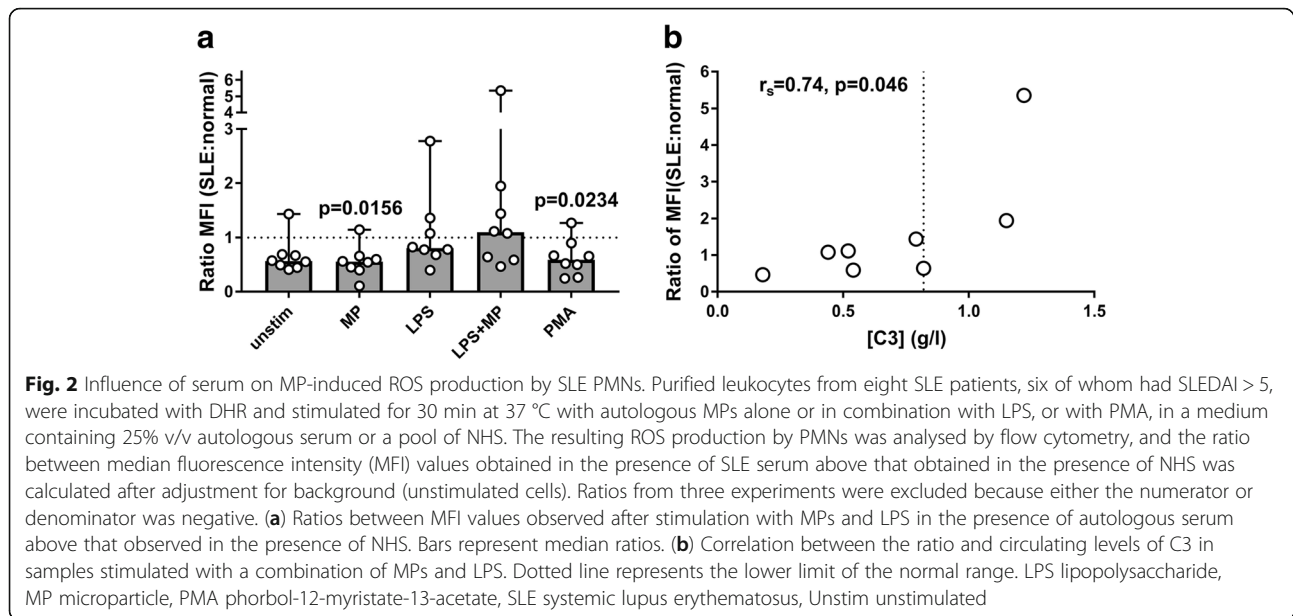 a
Ratio MFI (SLE:normal)
6
5
4
3
2
1
0
p=0.0156
p=0.0234
unstim
MP
LPS
LPS+MP
PMA
b
Ratio of MFI(SLE:normal)
6
5
4
3
2
1
0
rs=0.74, p=0.046
0.0 0.5 1.0 1.5
[C3] (g/l)
Fig. 2 Influence of serum on MP-induced ROS production by SLE PMNs. Purified leukocytes from eight SLE patients, six of whom had SLEDAI > 5,
were incubated with DHR and stimulated for 30 min at 37 °C with autologous MPs alone or in combination with LPS, or with PMA, in a medium
containing 25% v/v autologous serum or a pool of NHS. The resulting ROS production by PMNs was analysed by flow cytometry, and the ratio
between median fluorescence intensity (MFI) values obtained in the presence of SLE serum above that obtained in the presence of NHS was
calculated after adjustment for background (unstimulated cells). Ratios from three experiments were excluded because either the numerator or
denominator was negative. (a) Ratios between MFI values observed after stimulation with MPs and LPS in the presence of autologous serum
above that observed in the presence of NHS. Bars represent median ratios. (b) Correlation between the ratio and circulating levels of C3 in
samples stimulated with a combination of MPs and LPS. Dotted line represents the lower limit of the normal range. LPS lipopolysaccharide,
MP microparticle, PMA phorbol-12-myristate-13-acetate, SLE systemic lupus erythematosus, Unstim unstimulated